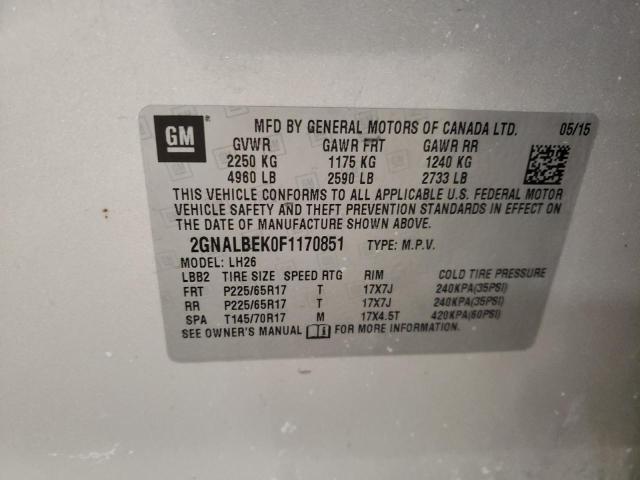 GM
MFD BY GENERAL MOTORS OF CANADA LTD. 05/15
GVWR GAWR FRT GAWR RR
2250 KG 1175 KG 1240 KG
4960 LB 2590 LB 2733 LB
THIS VEHICLE CONFORMS TO ALL APPLICABLE U.S. FEDERAL MOTOR
VEHICLE SAFETY AND THEFT PREVENTION STANDARDS IN EFFECT ON
THE DATE OF MANUFACTURE SHOWN ABOVE.
2GNALBEK0F1170851 TYPE: M.P.V.
MODEL: LH26
LBB2 TIRE SIZE SPEED RTG RIM COLD TIRE PRESSURE
FRT P225/65R17 T 17X7J 240KPA(35PSI)
RR P225/65R17 T 17X7J 240KPA(35PSI)
SPA T145/70R17 M 17X4.5T 420KPA(60PSI)
SEE OWNER'S MANUAL FOR MORE INFORMATION.